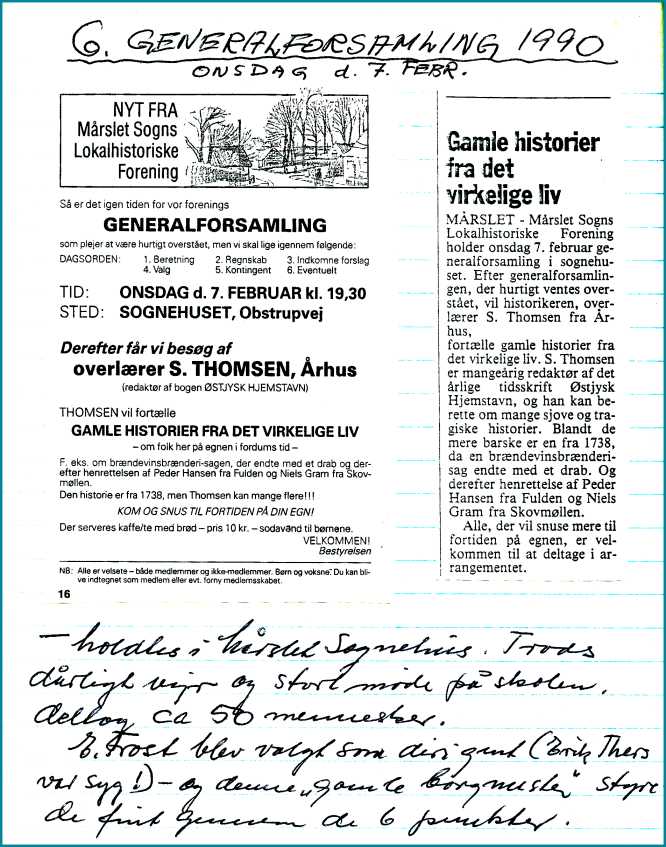 6. GENERALFORSAMLING 1990
ONSDAG d. 7. FEBR.
NYT FRA
Mårslet Sogns
Lokalhistoriske
Forening
Så er det igen tiden for vor forenings
GENERALFORSAMLING
som plejer at være hurtigt overstået, men vi skal lige igennem følgende:
DAGSORDEN: 1. Beretning 2. Regnskab 3. Indkomne forslag
4. Valg 5. Kontingent 6. Eventuelt
TID: ONSDAG d. 7. FEBRUAR kl. 19,30
STED: SOGNEHUSET, Obstrupvej
Derefter får vi besøg af
overlærer S. THOMSEN, Århus
(redaktør af bogen ØSTJYSK HJEMSTAVN)
THOMSEN vil fortælle
GAMLE HISTORIER FRA DET VIRKELIGE LIV
– om folk her på egnen i fordums tid –
F. eks. om brændevinsbrænderi-sagen, der endte med et drab og der-
efter henrettelsen af Peder Hansen fra Fulden og Niels Gram fra Skov-
møllen.
Den historie er fra 1738, men Thomsen kan mange flere!!!
KOM OG SNUS TIL FORTIDEN PÅ DIN EGN!
Der serveres kaffe/te med brød – pris 10 kr. – sodavand til børnene.
VELKOMMEN!
Bestyrelsen
NB: Alle er velsete – både medlemmer og ikke-medlemmer. Børn og voksne. Du kan bli-
ve indtegnet som medlem eller evt. forny medlemsskabet.
16
Gamle historier
fra det
virkelige liv
MÅRSLET - Mårslet Sogns
Lokalhistoriske Forening
holder onsdag 7. februar ge-
neralforsamling i sognehu-
set. Efter generalforsamlin-
gen, der hurtigt ventes over-
stået, vil historikeren, over-
lærer S. Thomsen fra År-
hus,
fortælle gamle historier fra
det virkelige liv. S. Thomsen
er mangeårig redaktør af det
årlige tidsskrift Østjysk
Hjemstavn, og han kan be-
rette om mange sjove og tra-
giske historier. Blandt de
mere barske er en fra 1738,
da en brændevinsbrænderi-
sag endte med et drab. Og
derefter henrettelse af Peder
Hansen fra Fulden og Niels
Gram fra Skovmøllen.
Alle, der vil snuse mere til
fortiden på egnen, er vel-
kommen til at deltage i ar-
rangementet.
– holdtes i Mårslet Sognehus. Trods
dårligt vejr og stort møde på skolen,
deltog ca 50 mennesker.
E. Frost blev valgt som dirigent (Erik Thers
var syg!) – og denne "gamle borgmester" styre
de fint gennem de 6 punkter.